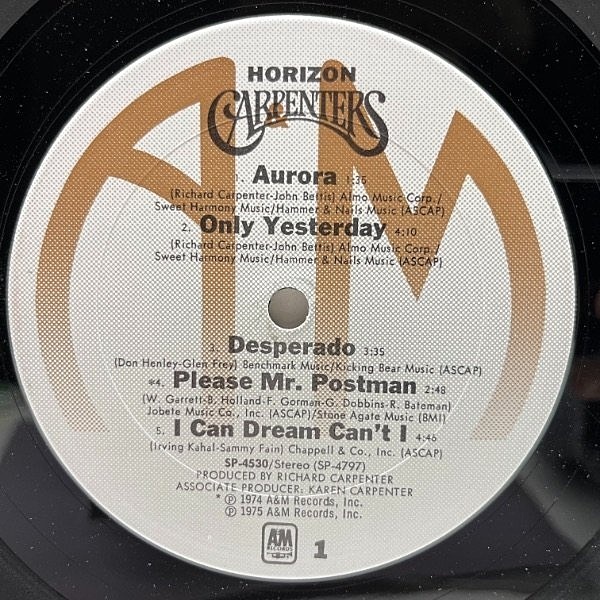 HORIZON
CARPENTERS
1. Aurora 1:35
(Richard Carpenter-John Bettis) Almo Music Corp./
Sweet Harmony Music/Hammer & Nails Music (ASCAP)
2. Only Yesterday 4:10
(Richard Carpenter-John Bettis) Almo Music Corp./
Sweet Harmony Music/Hammer & Nails Music (ASCAP)
3. Desperado 3:35
(Don Henley-Glen Frey) Benchmark Music/Kicking Bear Music (ASCAP)
*4. Please Mr. Postman 2:48
(W. Garrett-B. Holland-F. Gorman-G. Dobbins-R. Bateman)
Jobete Music Co., Inc. (ASCAP)/Stone Agate Music (BMI)
5. I Can Dream Can't I 4:46
(Irving Kahal-Sammy Fain) Chappell & Co., Inc. (ASCAP)
SP-4530/Stereo (SP-4797)
PRODUCED BY RICHARD CARPENTER
ASSOCIATE PRODUCER: KAREN CARPENTER
* ℗ 1974 A&M Records, Inc.
℗ 1975 A&M Records, Inc.
A&M
RECORDS
1